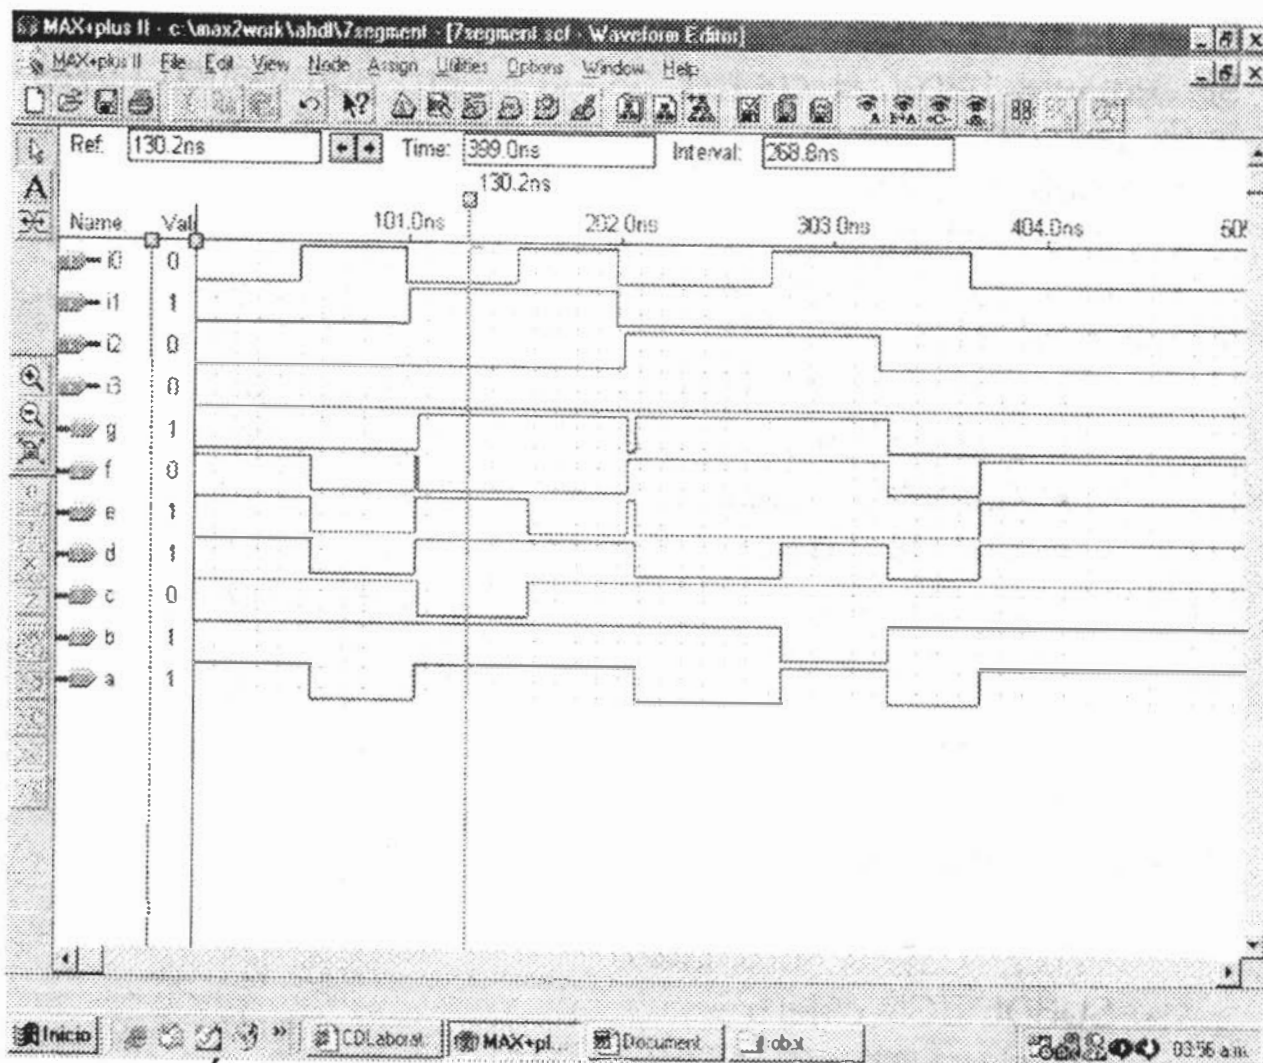 MAX+plus II - c:\max2work\ahdl\7segment - [7segment.scf - Waveform Editor]
MAX+plus II File Edit View Node Assign Utilities Options Window Help
Ref: 130.2ns Time: 399.0ns Interval: 268.8ns
130.2ns
Name: Val 101.0ns 202.0ns 303.0ns 404.0ns 505
i0 0
i1 1
i2 0
i3 0
g 1
f 0
e 1
d 1
c 0
b 1
a 1
Inicio CDLaborat MAX+pl... Document 03:56 a.m.